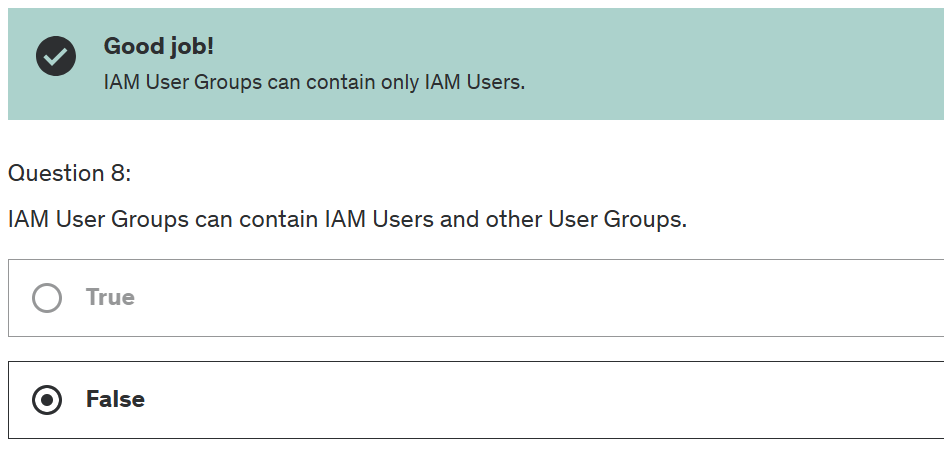 Good job!
IAM User Groups can contain only IAM Users.
Question 8:
IAM User Groups can contain IAM Users and other User Groups.
True
False